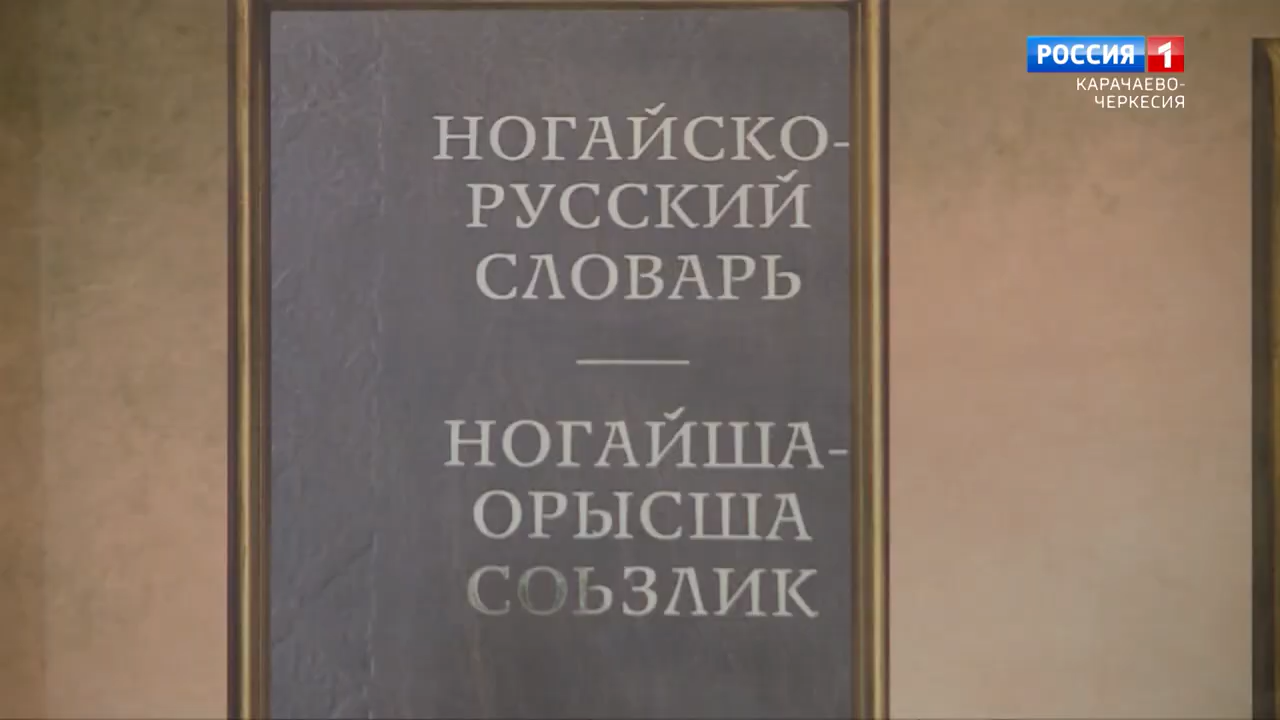 РОССИЯ 1
КАРАЧАЕВО-
ЧЕРКЕСИЯ
НОГАЙСКО-
РУССКИЙ
СЛОВАРЬ
НОГАЙША-
ОРЫСША
СОЬЗЛИК